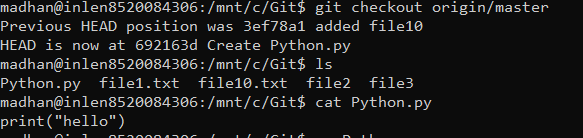 madhan@inlen8520084306:/mnt/c/Git$ git checkout origin/master
Previous HEAD position was 3ef78a1 added file10
HEAD is now at 692163d Create Python.py
madhan@inlen8520084306:/mnt/c/Git$ ls
Python.py file1.txt file10.txt file2 file3
madhan@inlen8520084306:/mnt/c/Git$ cat Python.py
print("hello")